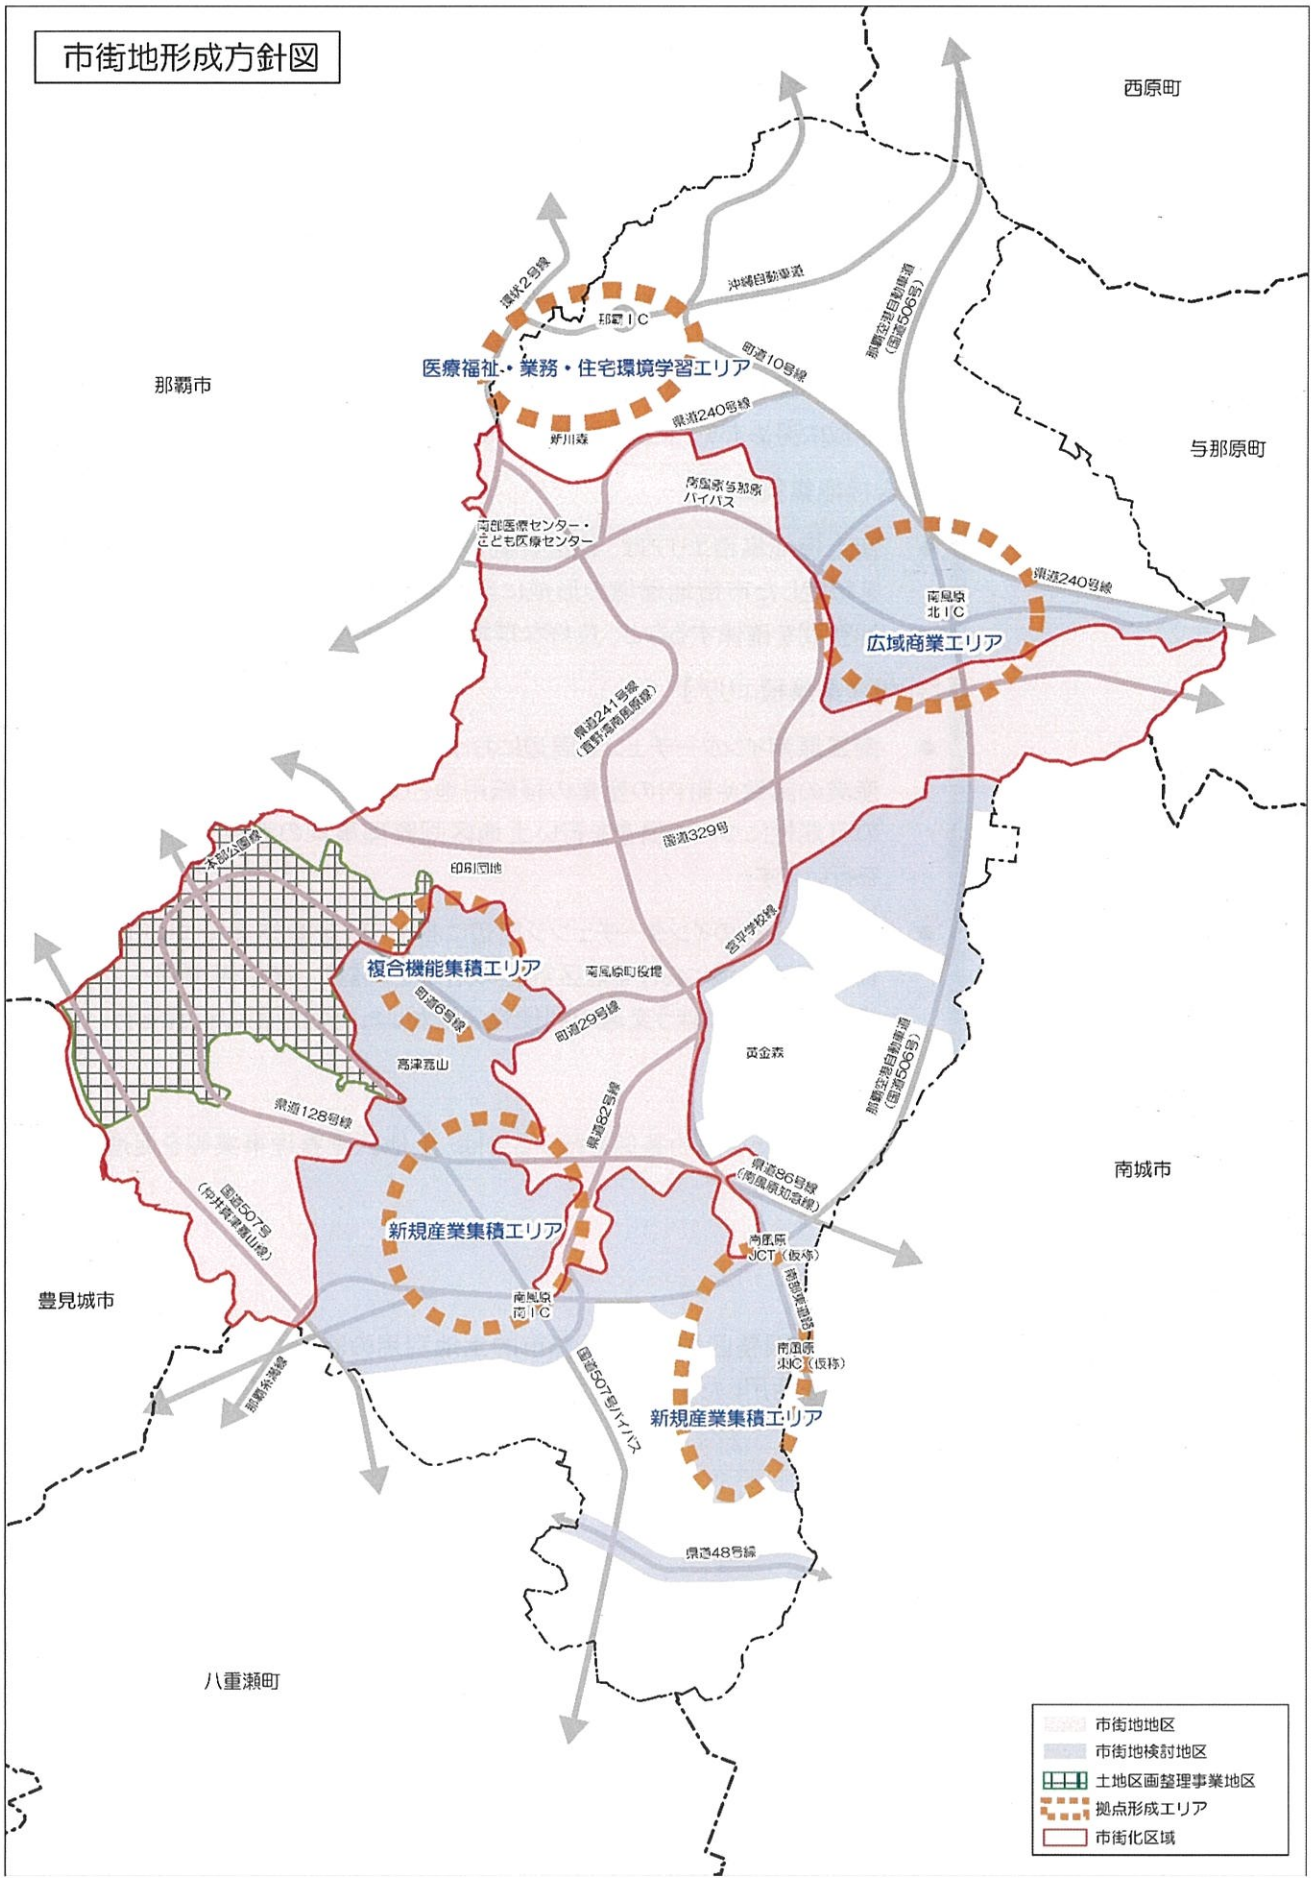 市街地形成方針図
西原町
環状2号線
沖縄自動車道
那覇空港自動車道
(国道506号)
那覇IC
医療福祉・業務・住宅環境学習エリア
町道10号線
那覇市
県道240号線
新川森
与那原町
南風原与那原
バイパス
南部医療センター・
こども医療センター
県道240号線
南風原
北IC
広域商業エリア
県道241号線
(宜野湾南風原線)
国道329号
本部公園線
印刷団地
宮平学校線
複合機能集積エリア
南風原町役場
町道6号線
町道29号線
黄金森
高津嘉山
那覇空港自動車道
(国道506号)
県道128号線
県道82号線
県道86号線
(南風原知念線)
南城市
国道507号
(仲井真津嘉山線)
新規産業集積エリア
南風原
JCT(仮称)
南部東道路
豊見城市
南風原
南IC
南風原
東IC(仮称)
那覇糸満線
国道507号バイパス
新規産業集積エリア
県道48号線
八重瀬町
市街地地区
市街地検討地区
土地区画整理事業地区
拠点形成エリア
市街化区域